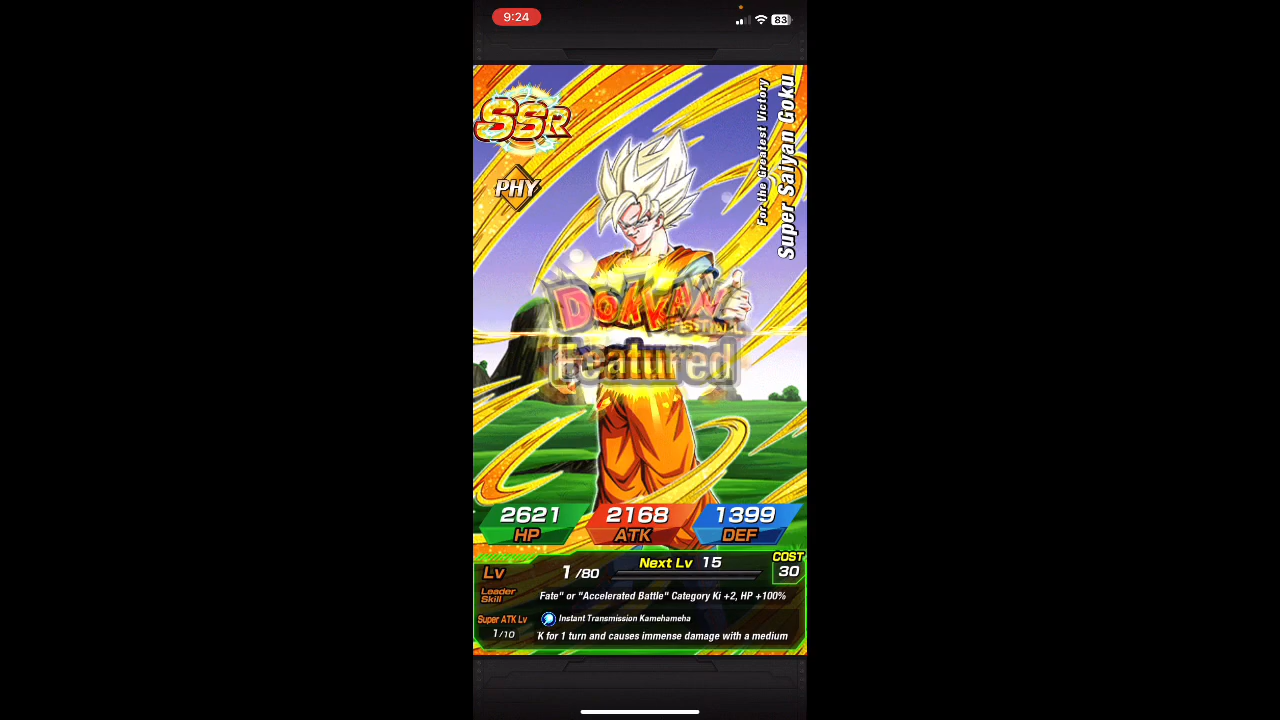 9:24
83
SSR
PHY
For the Greatest Victory
Super Saiyan Goku
DOKKAN
FESTIVAL
Featured
2621
HP
2168
ATK
1399
DEF
Lv 1/80
Next Lv 15
COST
30
Leader Skill
Fate" or "Accelerated Battle" Category Ki +2, HP +100%
Super ATK Lv
1/10
Instant Transmission Kamehameha
K for 1 turn and causes immense damage with a medium